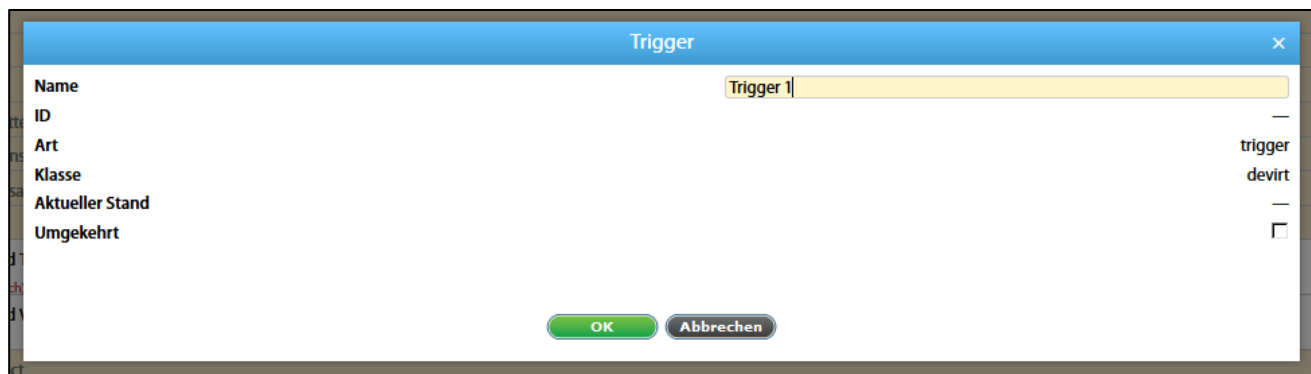 Trigger ×
Name Trigger 1
ID —
Art trigger
Klasse devirt
Aktueller Stand —
Umgekehrt
OK Abbrechen